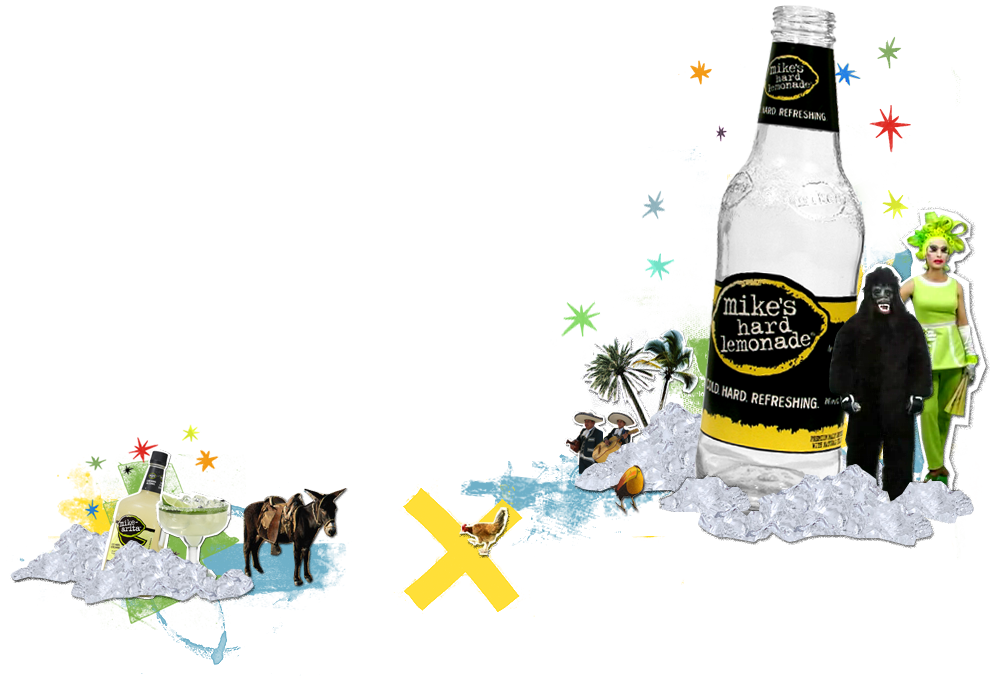 mike's
hard
lemonade
HARD REFRESHING
mike's
hard
lemonade®
COLD. HARD. REFRESHING.
mike-
arita